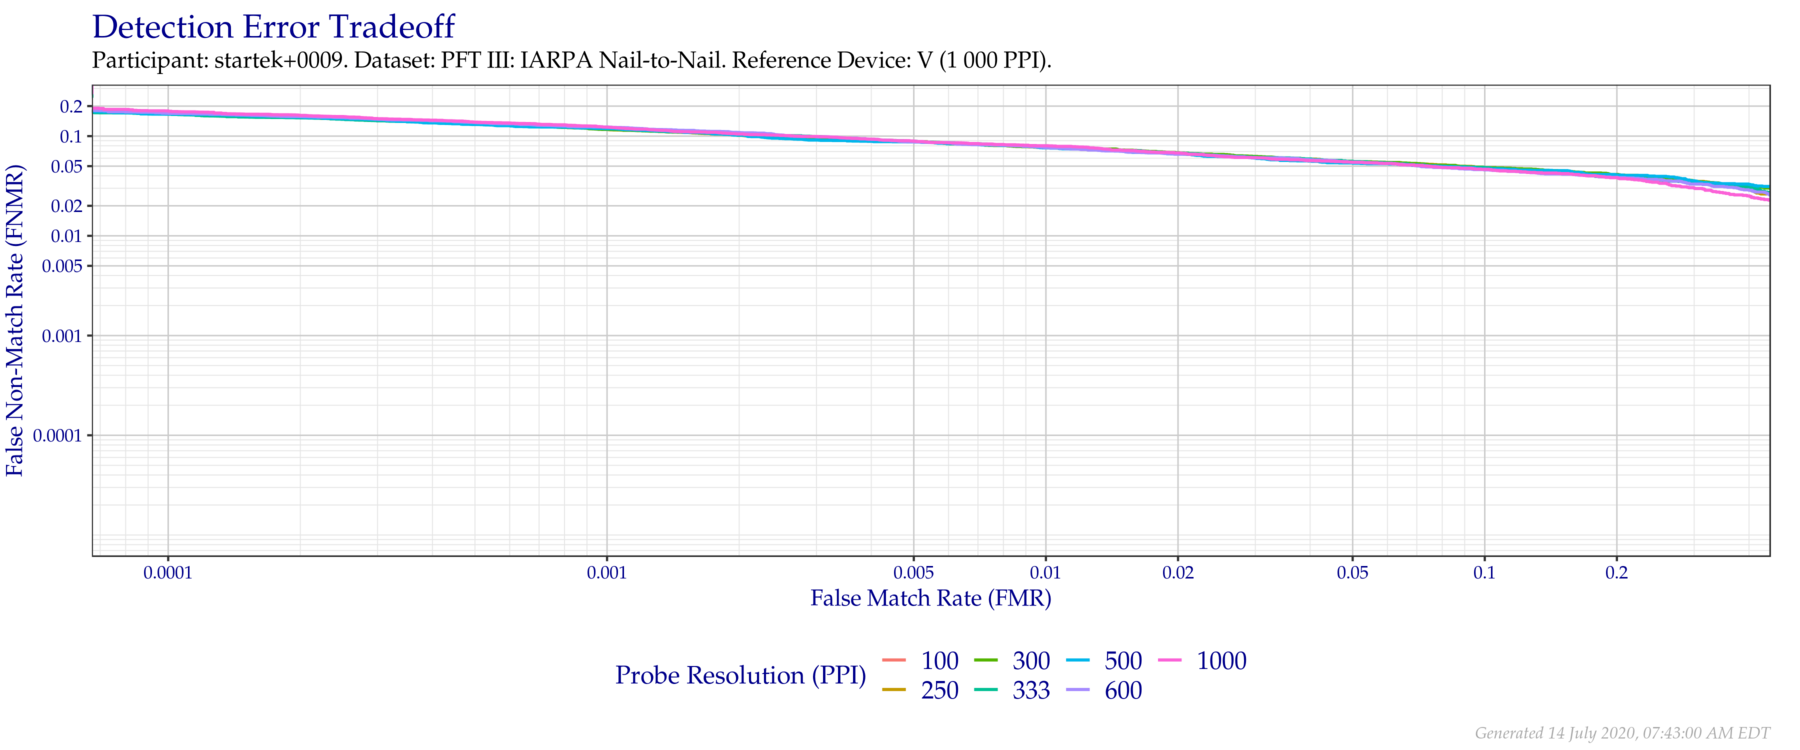 Detection Error Tradeoff
Participant: startek+0009. Dataset: PFT III: IARPA Nail-to-Nail. Reference Device: V (1 000 PPI).
False Non-Match Rate (FNMR)
0.2
0.1
0.05
0.02
0.01
0.005
0.001
0.0001
0.0001 0.001 0.005 0.01 0.02 0.05 0.1 0.2
False Match Rate (FMR)
Probe Resolution (PPI)
100 300 500 1000
250 333 600
Generated 14 July 2020, 07:43:00 AM EDT